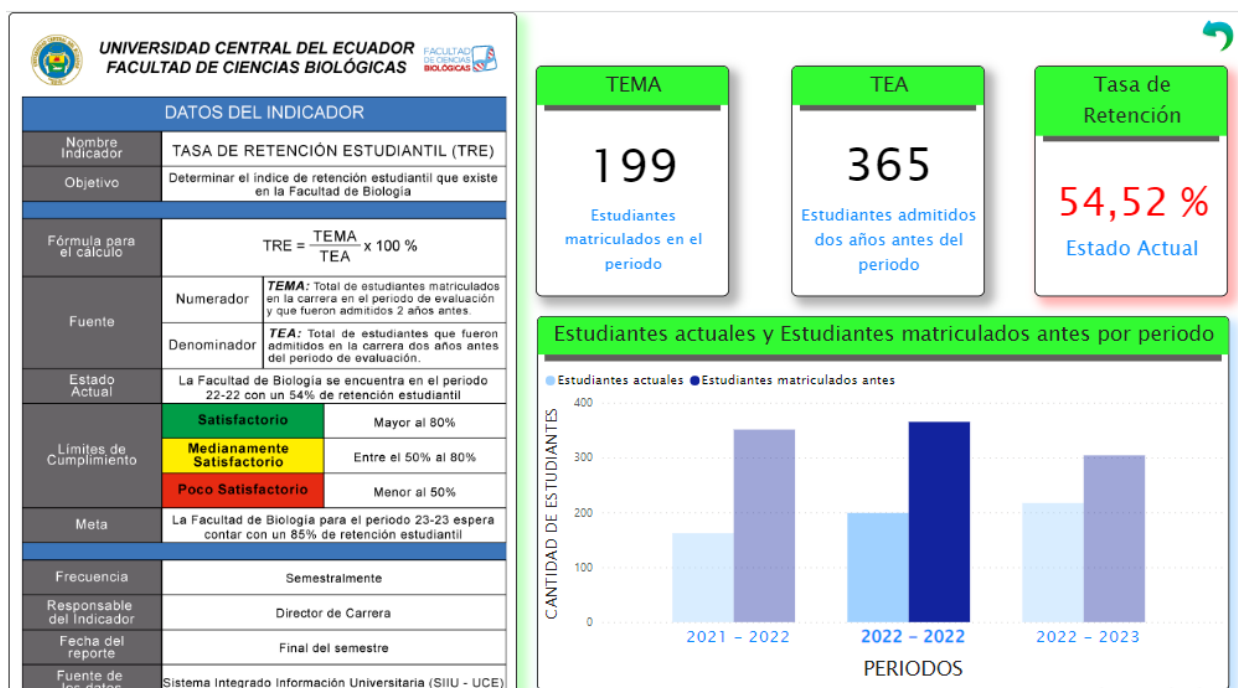 UNIVERSIDAD CENTRAL DEL ECUADOR
FACULTAD DE CIENCIAS BIOLÓGICAS
FACULTAD
DE CIENCIAS
BIOLÓGICAS
DATOS DEL INDICADOR
Nombre
Indicador
TASA DE RETENCIÓN ESTUDIANTIL (TRE)
Objetivo
Determinar el índice de retención estudiantil que existe
en la Facultad de Biología
Fórmula para
el cálculo
TRE = TEMA / TEA x 100 %
Fuente
Numerador
TEMA: Total de estudiantes matriculados
en la carrera en el periodo de evaluación
y que fueron admitidos 2 años antes.
Denominador
TEA: Total de estudiantes que fueron
admitidos en la carrera dos años antes
del periodo de evaluación.
Estado
Actual
La Facultad de Biología se encuentra en el periodo
22-22 con un 54% de retención estudiantil
Límites de
Cumplimiento
Satisfactorio
Mayor al 80%
Medianamente
Satisfactorio
Entre el 50% al 80%
Poco Satisfactorio
Menor al 50%
Meta
La Facultad de Biología para el periodo 23-23 espera
contar con un 85% de retención estudiantil
Frecuencia
Semestralmente
Responsable
del Indicador
Director de Carrera
Fecha del
reporte
Final del semestre
Fuente de
los datos
Sistema Integrado Información Universitaria (SIIU - UCE)
TEMA
199
Estudiantes
matriculados en el
periodo
TEA
365
Estudiantes admitidos
dos años antes del
periodo
Tasa de
Retención
54,52 %
Estado Actual
Estudiantes actuales y Estudiantes matriculados antes por periodo
Estudiantes actuales
Estudiantes matriculados antes
CANTIDAD DE ESTUDIANTES
400
300
200
100
0
2021 – 2022
2022 – 2022
2022 – 2023
PERIODOS